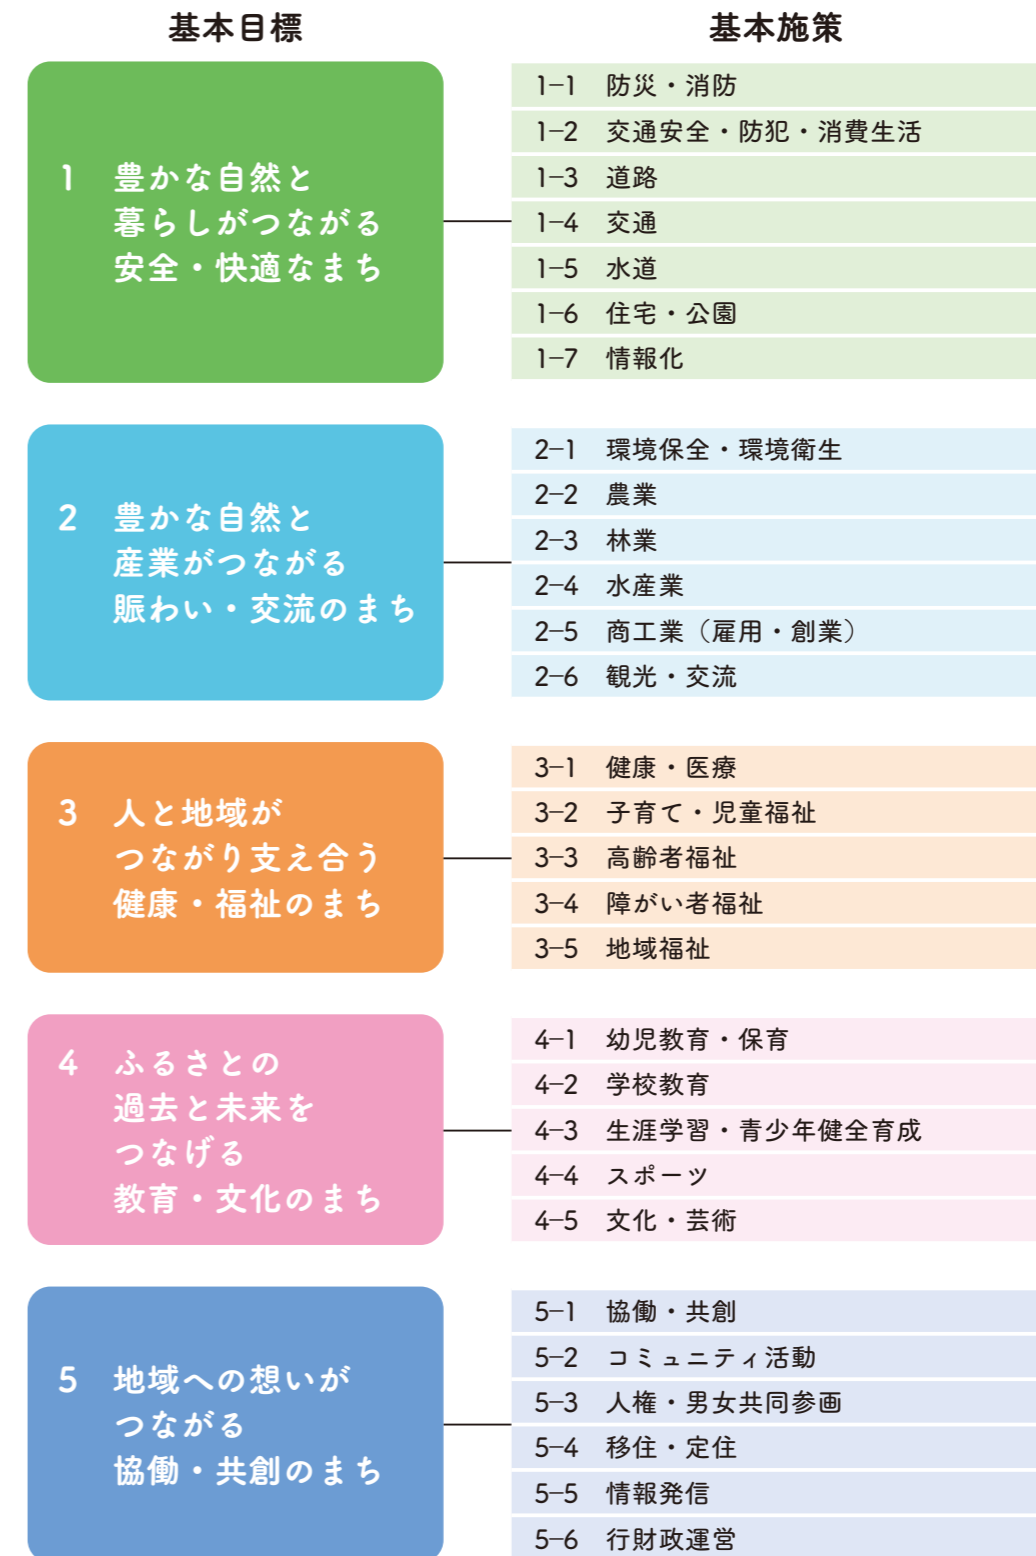 基本目標
基本施策
1 豊かな自然と
暮らしがつながる
安全・快適なまち
1-1 防災・消防
1-2 交通安全・防犯・消費生活
1-3 道路
1-4 交通
1-5 水道
1-6 住宅・公園
1-7 情報化
2 豊かな自然と
産業がつながる
賑わい・交流のまち
2-1 環境保全・環境衛生
2-2 農業
2-3 林業
2-4 水産業
2-5 商工業（雇用・創業）
2-6 観光・交流
3 人と地域が
つながり支え合う
健康・福祉のまち
3-1 健康・医療
3-2 子育て・児童福祉
3-3 高齢者福祉
3-4 障がい者福祉
3-5 地域福祉
4 ふるさとの
過去と未来を
つなげる
教育・文化のまち
4-1 幼児教育・保育
4-2 学校教育
4-3 生涯学習・青少年健全育成
4-4 スポーツ
4-5 文化・芸術
5 地域への想いが
つながる
協働・共創のまち
5-1 協働・共創
5-2 コミュニティ活動
5-3 人権・男女共同参画
5-4 移住・定住
5-5 情報発信
5-6 行財政運営